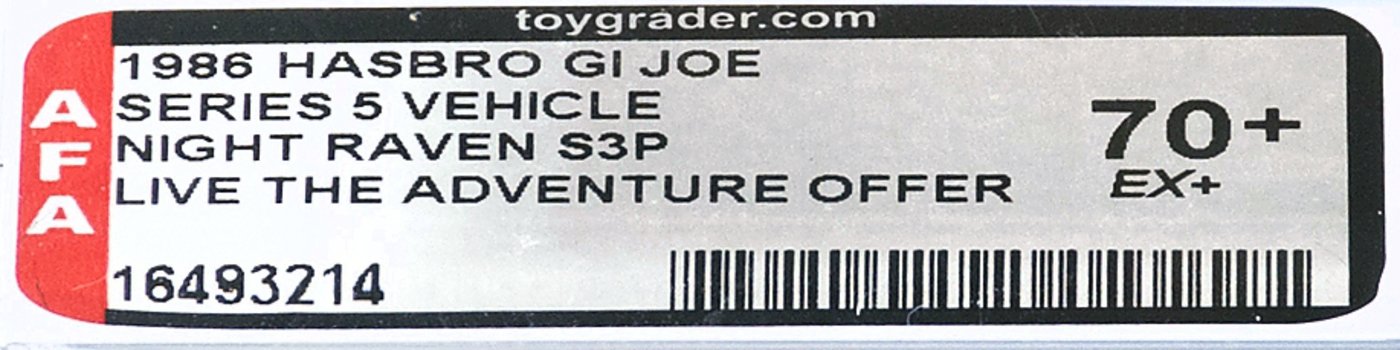 toygrader.com
AFA
1986 HASBRO GI JOE
SERIES 5 VEHICLE
NIGHT RAVEN S3P
LIVE THE ADVENTURE OFFER
70+
EX+
16493214